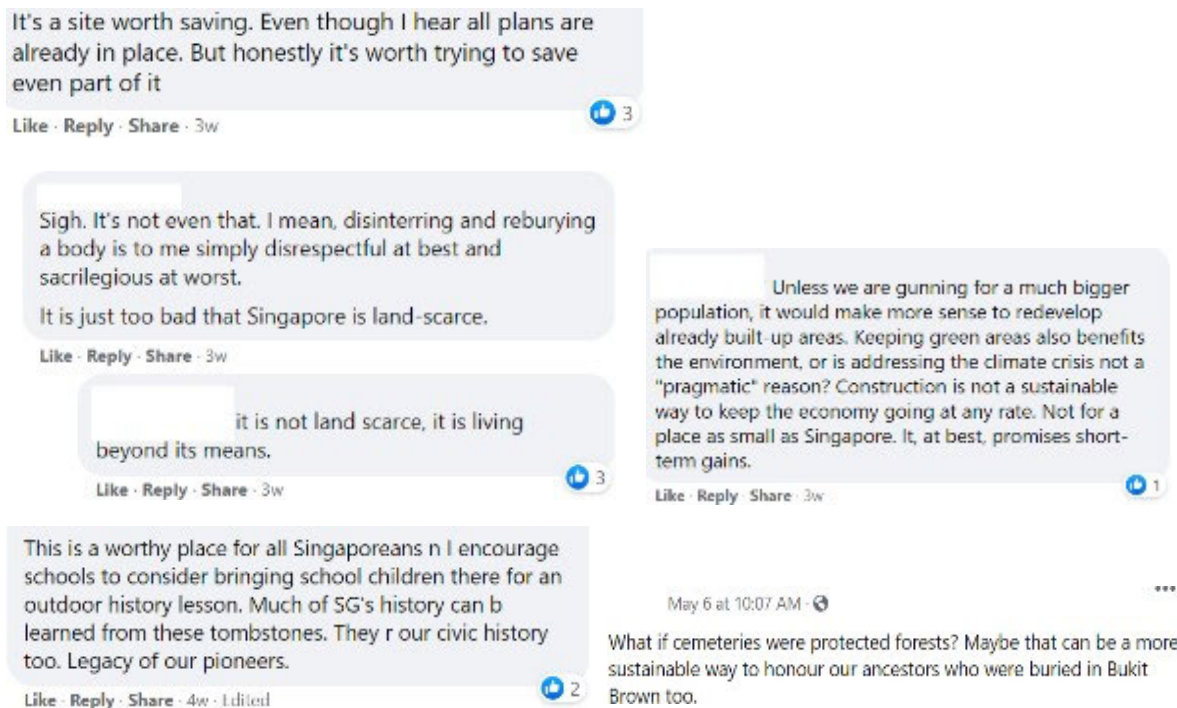 It's a site worth saving. Even though I hear all plans are
already in place. But honestly it's worth trying to save
even part of it
3
Like · Reply · Share · 3w
Sigh. It's not even that. I mean, disinterring and reburying
a body is to me simply disrespectful at best and
sacrilegious at worst.
It is just too bad that Singapore is land-scarce.
Like · Reply · Share · 3w
it is not land scarce, it is living
beyond its means.
3
Like · Reply · Share · 3w
Unless we are gunning for a much bigger
population, it would make more sense to redevelop
already built-up areas. Keeping green areas also benefits
the environment, or is addressing the climate crisis not a
"pragmatic" reason? Construction is not a sustainable
way to keep the economy going at any rate. Not for a
place as small as Singapore. It, at best, promises short-
term gains.
1
Like · Reply · Share · 3w
This is a worthy place for all Singaporeans n I encourage
schools to consider bringing school children there for an
outdoor history lesson. Much of SG's history can b
learned from these tombstones. They r our civic history
too. Legacy of our pioneers.
2
Like · Reply · Share · 4w · Edited
May 6 at 10:07 AM ·
What if cemeteries were protected forests? Maybe that can be a more
sustainable way to honour our ancestors who were buried in Bukit
Brown too.